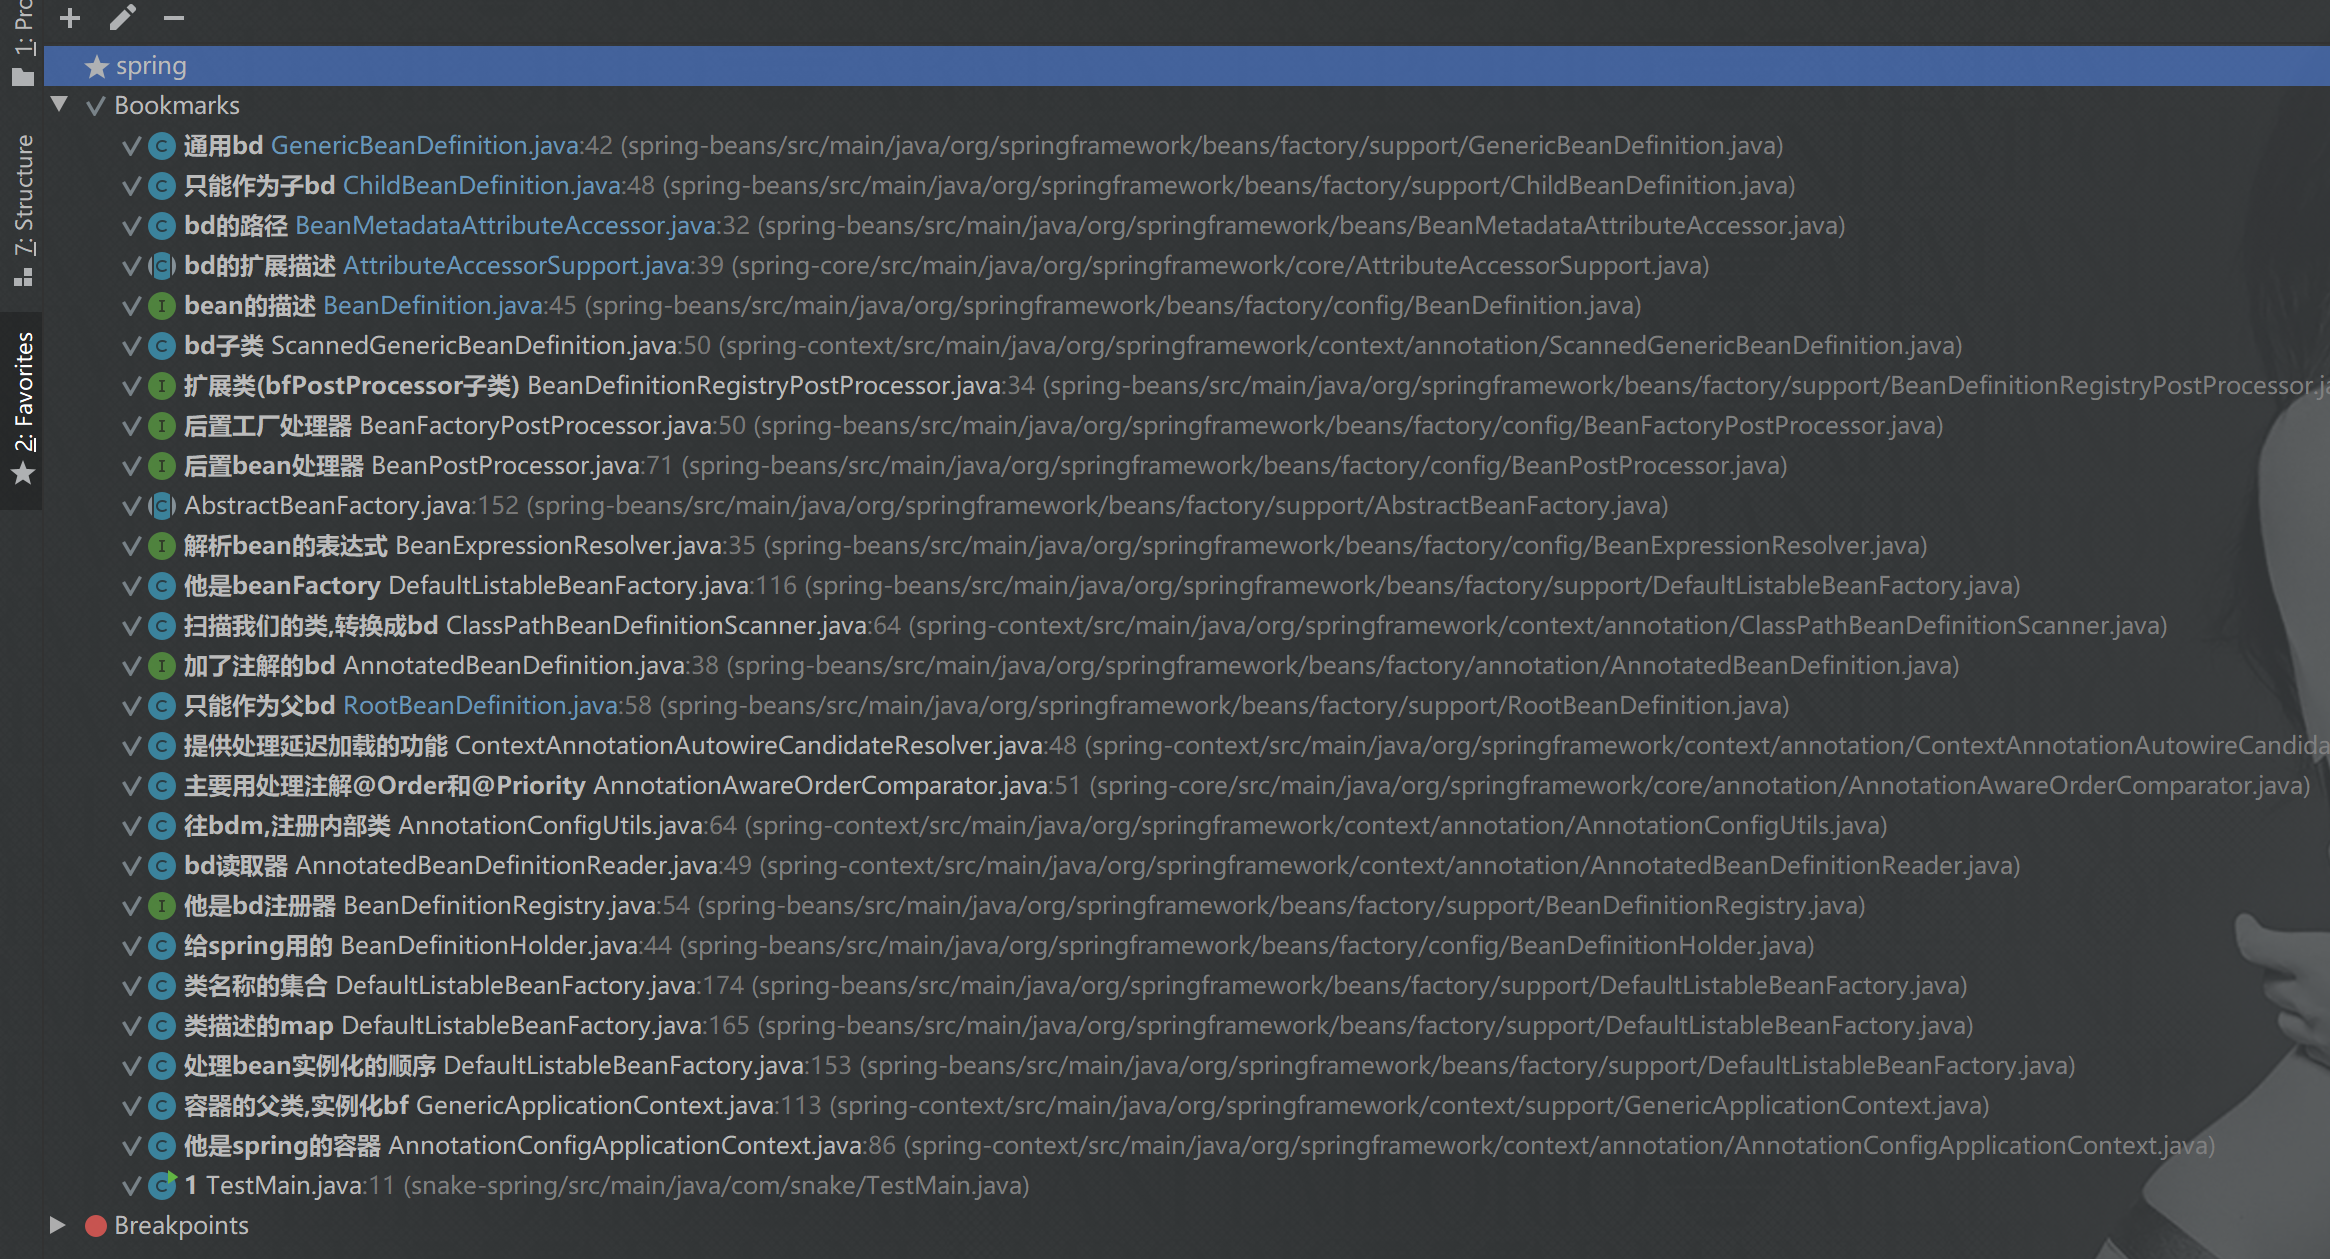 1: Pro
7: Structure
2: Favorites
spring
Bookmarks
通用bd GenericBeanDefinition.java:42 (spring-beans/src/main/java/org/springframework/beans/factory/support/GenericBeanDefinition.java)
只能作为子bd ChildBeanDefinition.java:48 (spring-beans/src/main/java/org/springframework/beans/factory/support/ChildBeanDefinition.java)
bd的路径 BeanMetadataAttributeAccessor.java:32 (spring-beans/src/main/java/org/springframework/beans/BeanMetadataAttributeAccessor.java)
bd的扩展描述 AttributeAccessorSupport.java:39 (spring-core/src/main/java/org/springframework/core/AttributeAccessorSupport.java)
bean的描述 BeanDefinition.java:45 (spring-beans/src/main/java/org/springframework/beans/factory/config/BeanDefinition.java)
bd子类 ScannedGenericBeanDefinition.java:50 (spring-context/src/main/java/org/springframework/context/annotation/ScannedGenericBeanDefinition.java)
扩展类(bfPostProcessor子类) BeanDefinitionRegistryPostProcessor.java:34 (spring-beans/src/main/java/org/springframework/beans/factory/support/BeanDefinitionRegistryPostProcessor.ja
后置工厂处理器 BeanFactoryPostProcessor.java:50 (spring-beans/src/main/java/org/springframework/beans/factory/config/BeanFactoryPostProcessor.java)
后置bean处理器 BeanPostProcessor.java:71 (spring-beans/src/main/java/org/springframework/beans/factory/config/BeanPostProcessor.java)
AbstractBeanFactory.java:152 (spring-beans/src/main/java/org/springframework/beans/factory/support/AbstractBeanFactory.java)
解析bean的表达式 BeanExpressionResolver.java:35 (spring-beans/src/main/java/org/springframework/beans/factory/config/BeanExpressionResolver.java)
他是beanFactory DefaultListableBeanFactory.java:116 (spring-beans/src/main/java/org/springframework/beans/factory/support/DefaultListableBeanFactory.java)
扫描我们的类,转换成bd ClassPathBeanDefinitionScanner.java:64 (spring-context/src/main/java/org/springframework/context/annotation/ClassPathBeanDefinitionScanner.java)
加了注解的bd AnnotatedBeanDefinition.java:38 (spring-beans/src/main/java/org/springframework/beans/factory/annotation/AnnotatedBeanDefinition.java)
只能作为父bd RootBeanDefinition.java:58 (spring-beans/src/main/java/org/springframework/beans/factory/support/RootBeanDefinition.java)
提供处理延迟加载的功能 ContextAnnotationAutowireCandidateResolver.java:48 (spring-context/src/main/java/org/springframework/context/annotation/ContextAnnotationAutowireCandida
主要用处理注解@Order和@Priority AnnotationAwareOrderComparator.java:51 (spring-core/src/main/java/org/springframework/core/annotation/AnnotationAwareOrderComparator.java)
往bdm,注册内部类 AnnotationConfigUtils.java:64 (spring-context/src/main/java/org/springframework/context/annotation/AnnotationConfigUtils.java)
bd读取器 AnnotatedBeanDefinitionReader.java:49 (spring-context/src/main/java/org/springframework/context/annotation/AnnotatedBeanDefinitionReader.java)
他是bd注册器 BeanDefinitionRegistry.java:54 (spring-beans/src/main/java/org/springframework/beans/factory/support/BeanDefinitionRegistry.java)
给spring用的 BeanDefinitionHolder.java:44 (spring-beans/src/main/java/org/springframework/beans/factory/config/BeanDefinitionHolder.java)
类名称的集合 DefaultListableBeanFactory.java:174 (spring-beans/src/main/java/org/springframework/beans/factory/support/DefaultListableBeanFactory.java)
类描述的map DefaultListableBeanFactory.java:165 (spring-beans/src/main/java/org/springframework/beans/factory/support/DefaultListableBeanFactory.java)
处理bean实例化的顺序 DefaultListableBeanFactory.java:153 (spring-beans/src/main/java/org/springframework/beans/factory/support/DefaultListableBeanFactory.java)
容器的父类,实例化bf GenericApplicationContext.java:113 (spring-context/src/main/java/org/springframework/context/support/GenericApplicationContext.java)
他是spring的容器 AnnotationConfigApplicationContext.java:86 (spring-context/src/main/java/org/springframework/context/annotation/AnnotationConfigApplicationContext.java)
1 TestMain.java:11 (snake-spring/src/main/java/com/snake/TestMain.java)
Breakpoints